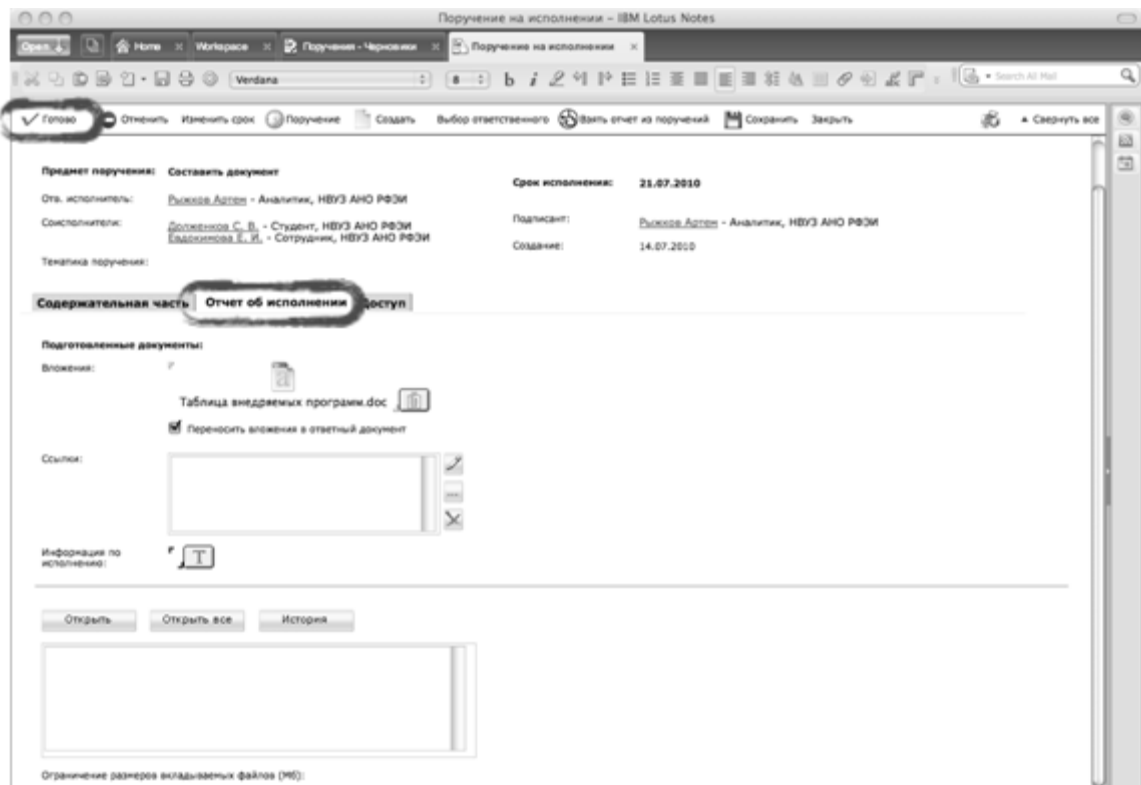 Поручение на исполнении – IBM Lotus Notes
Open Home Workspace Поручения - Черновики Поручение на исполнении
Verdana 8 b i Search All Mail
Готово Отменить Изменить срок Поручение Создать Выбор ответственного Взять отчет из поручений Сохранить Закрыть Свернуть все
Предмет поручения: Составить документ
Срок исполнения: 21.07.2010
Отв. исполнитель: Рыжков Артем - Аналитик, НВУЗ АНО РФЭИ
Соисполнители: Долженков С. В. - Студент, НВУЗ АНО РФЭИ
Евдокимова Е. И. - Сотрудник, НВУЗ АНО РФЭИ
Подписант: Рыжков Артем - Аналитик, НВУЗ АНО РФЭИ
Создание: 14.07.2010
Тематика поручения:
Содержательная часть Отчет об исполнении Доступ
Подготовленные документы:
Вложения:
Таблица внедряемых программ.doc
Переносить вложения в ответный документ
Ссылки:
Информация по
исполнению:
T
Открыть Открыть все История
Ограничение размеров вкладываемых файлов (Мб):